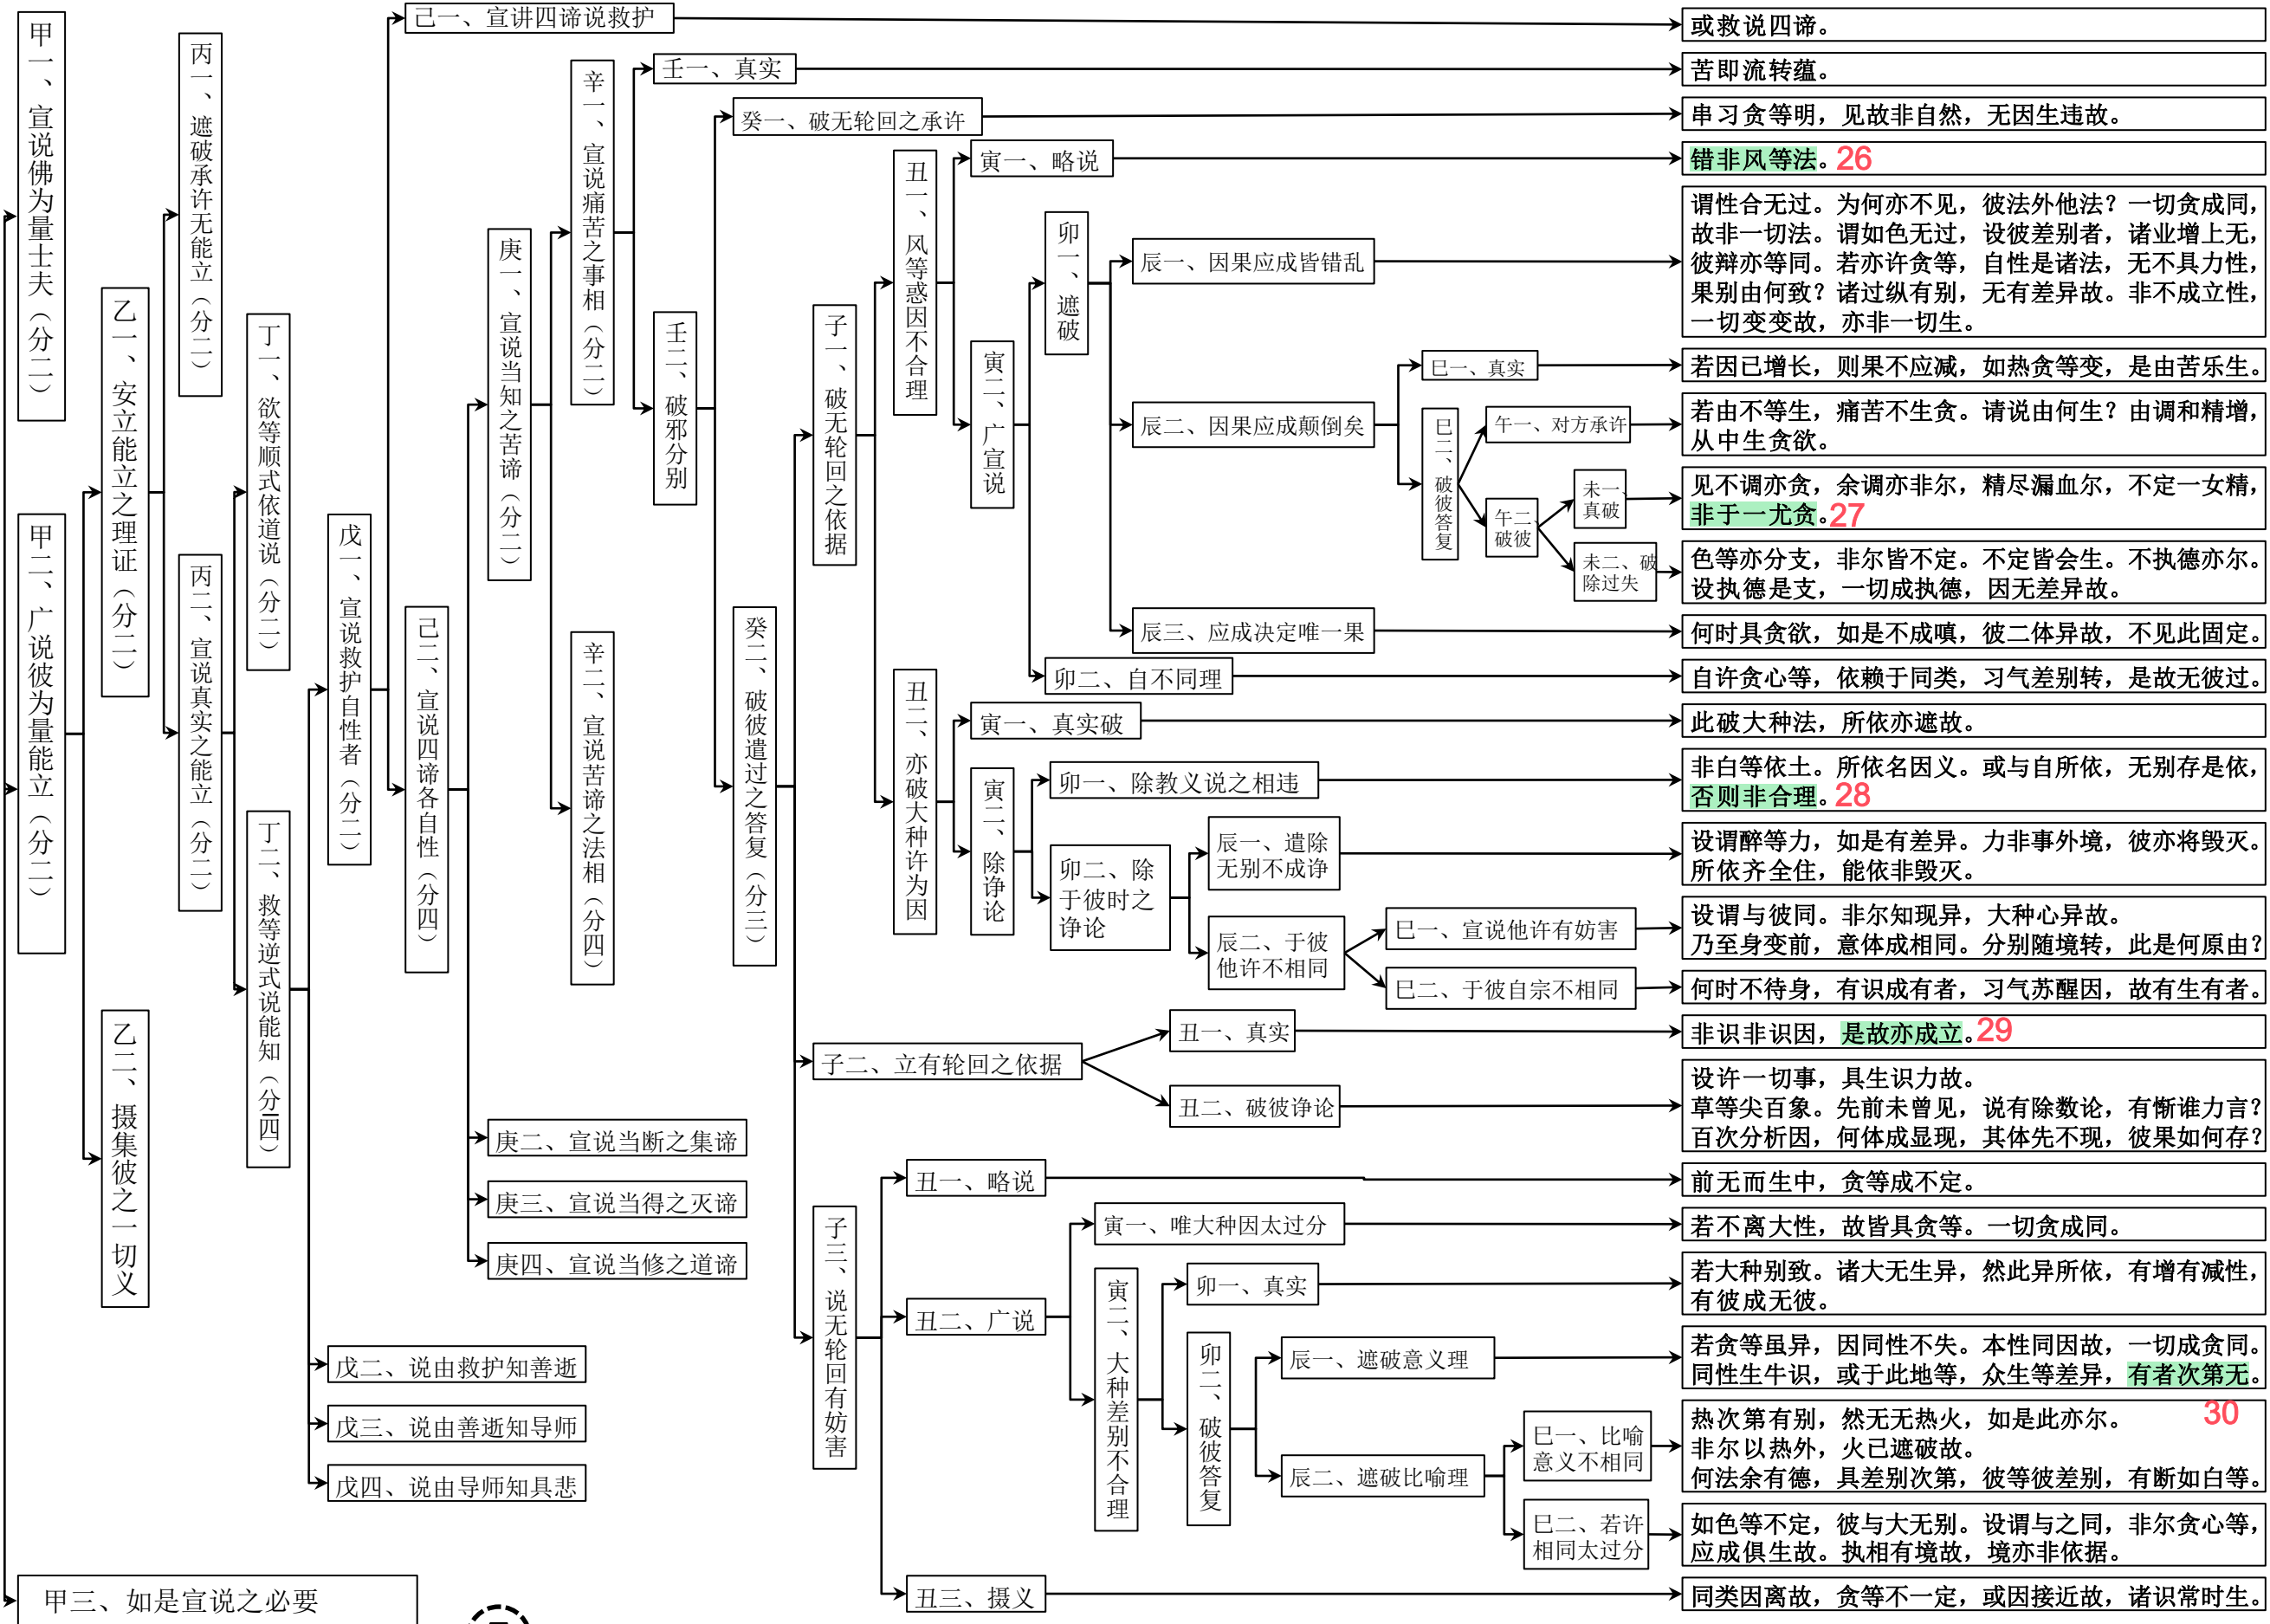 甲一、宣说佛为量士夫（分二）
甲二、广说彼为量能立（分二）
甲三、如是宣说之必要
乙一、安立能立之理证（分二）
乙二、摄集彼之一切义
丙一、遮破承许无能立（分二）
丙二、宣说真实之能立（分二）
丁一、欲等顺式依道说（分二）
丁二、救等逆式说能知（分四）
戊一、宣说救护自性者（分二）
戊二、说由救护知善逝
戊三、说由善逝知导师
戊四、说由导师知具悲
己一、宣讲四谛说救护
己二、宣说四谛各自性（分四）
庚一、宣说当知之苦谛（分二）
庚二、宣说当断之集谛
庚三、宣说当得之灭谛
庚四、宣说当修之道谛
辛一、宣说痛苦之事相（分二）
辛二、宣说苦谛之法相（分四）
壬一、真实
壬二、破邪分别
癸一、破无轮回之承许
癸二、破彼遣过之答复（分三）
子一、破无轮回之依据
子二、立有轮回之依据
子三、说无轮回有妨害
丑一、风等惑因不合理
丑二、亦破大种许为因
寅一、略说
寅二、广宣说
卯一、遮破
卯二、自不同理
辰一、因果应成皆错乱
辰二、因果应成颠倒矣
辰三、应成决定唯一果
巳一、真实
巳二、破彼答复
午一、对方承许
午二、
破彼
未一、
真破
未二、破
除过失
寅一、真实破
寅二、除诤论
卯一、除教义说之相违
卯二、除
于彼时之
诤论
辰一、遣除
无别不成诤
辰二、于彼
他许不相同
巳一、宣说他许有妨害
巳二、于彼自宗不相同
丑一、真实
丑二、破彼诤论
丑一、略说
丑二、广说
丑三、摄义
寅一、唯大种因太过分
寅二、大种差别不合理
卯一、真实
卯二、破彼答复
辰一、遮破意义理
辰二、遮破比喻理
巳一、比喻
意义不相同
巳二、若许
相同太过分
或救说四谛。
苦即流转蕴。
串习贪等明，见故非自然，无因生违故。
错非风等法。26
谓性合无过。为何亦不见，彼法外他法？一切贪成同，
故非一切法。谓如色无过，设彼差别者，诸业增上无，
彼辩亦等同。若亦许贪等，自性是诸法，无不具力性，
果别由何致？诸过纵有别，无有差异故。非不成立性，
一切变变故，亦非一切生。
若因已增长，则果不应减，如热贪等变，是由苦乐生。
若由不等生，痛苦不生贪。请说由何生？由调和精增，
从中生贪欲。
见不调亦贪，余调亦非尔，精尽漏血尔，不定一女精，
非于一尤贪。27
色等亦分支，非尔皆不定。不定皆会生。不执德亦尔。
设执德是支，一切成执德，因无差异故。
何时具贪欲，如是不成嗔，彼二体异故，不见此固定。
自许贪心等，依赖于同类，习气差别转，是故无彼过。
此破大种法，所依亦遮故。
非白等依土。所依名因义。或与自所依，无别存是依，
否则非合理。28
设谓醉等力，如是有差异。力非事外境，彼亦将毁灭。
所依齐全住，能依非毁灭。
设谓与彼同。非尔知现异，大种心异故。
乃至身变前，意体成相同。分别随境转，此是何原由？
何时不待身，有识成有者，习气苏醒因，故有生有者。
非识非识因，是故亦成立。29
设许一切事，具生识力故。
草等尖百象。先前未曾见，说有除数论，有惭谁力言？
百次分析因，何体成显现，其体先不现，彼果如何存？
前无而生中，贪等成不定。
若不离大性，故皆具贪等。一切贪成同。
若大种别致。诸大无生异，然此异所依，有增有减性，
有彼成无彼。
若贪等虽异，因同性不失。本性同因故，一切成贪同。
同性生牛识，或于此地等，众生等差异，有者次第无。
30
热次第有别，然无无热火，如是此亦尔。
非尔以热外，火已遮破故。
何法余有德，具差别次第，彼等彼差别，有断如白等。
如色等不定，彼与大无别。设谓与之同，非尔贪心等，
应成俱生故。执相有境故，境亦非依据。
同类因离故，贪等不一定，或因接近故，诸识常时生。